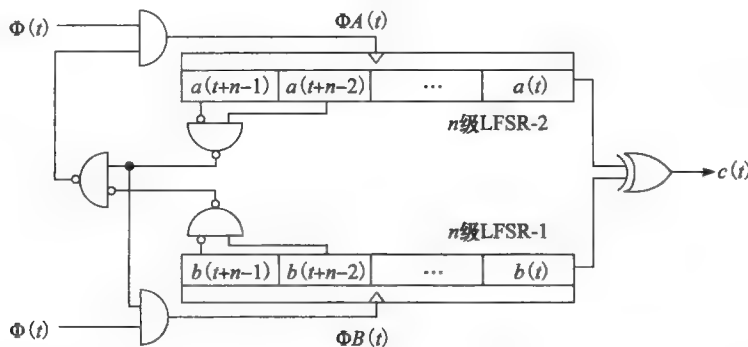 Φ(t)
ΦA(t)
a(t+n-1) a(t+n-2) ··· a(t)
n级LFSR-2
c(t)
n级LFSR-1
b(t+n-1) b(t+n-2) ··· b(t)
Φ(t)
ΦB(t)